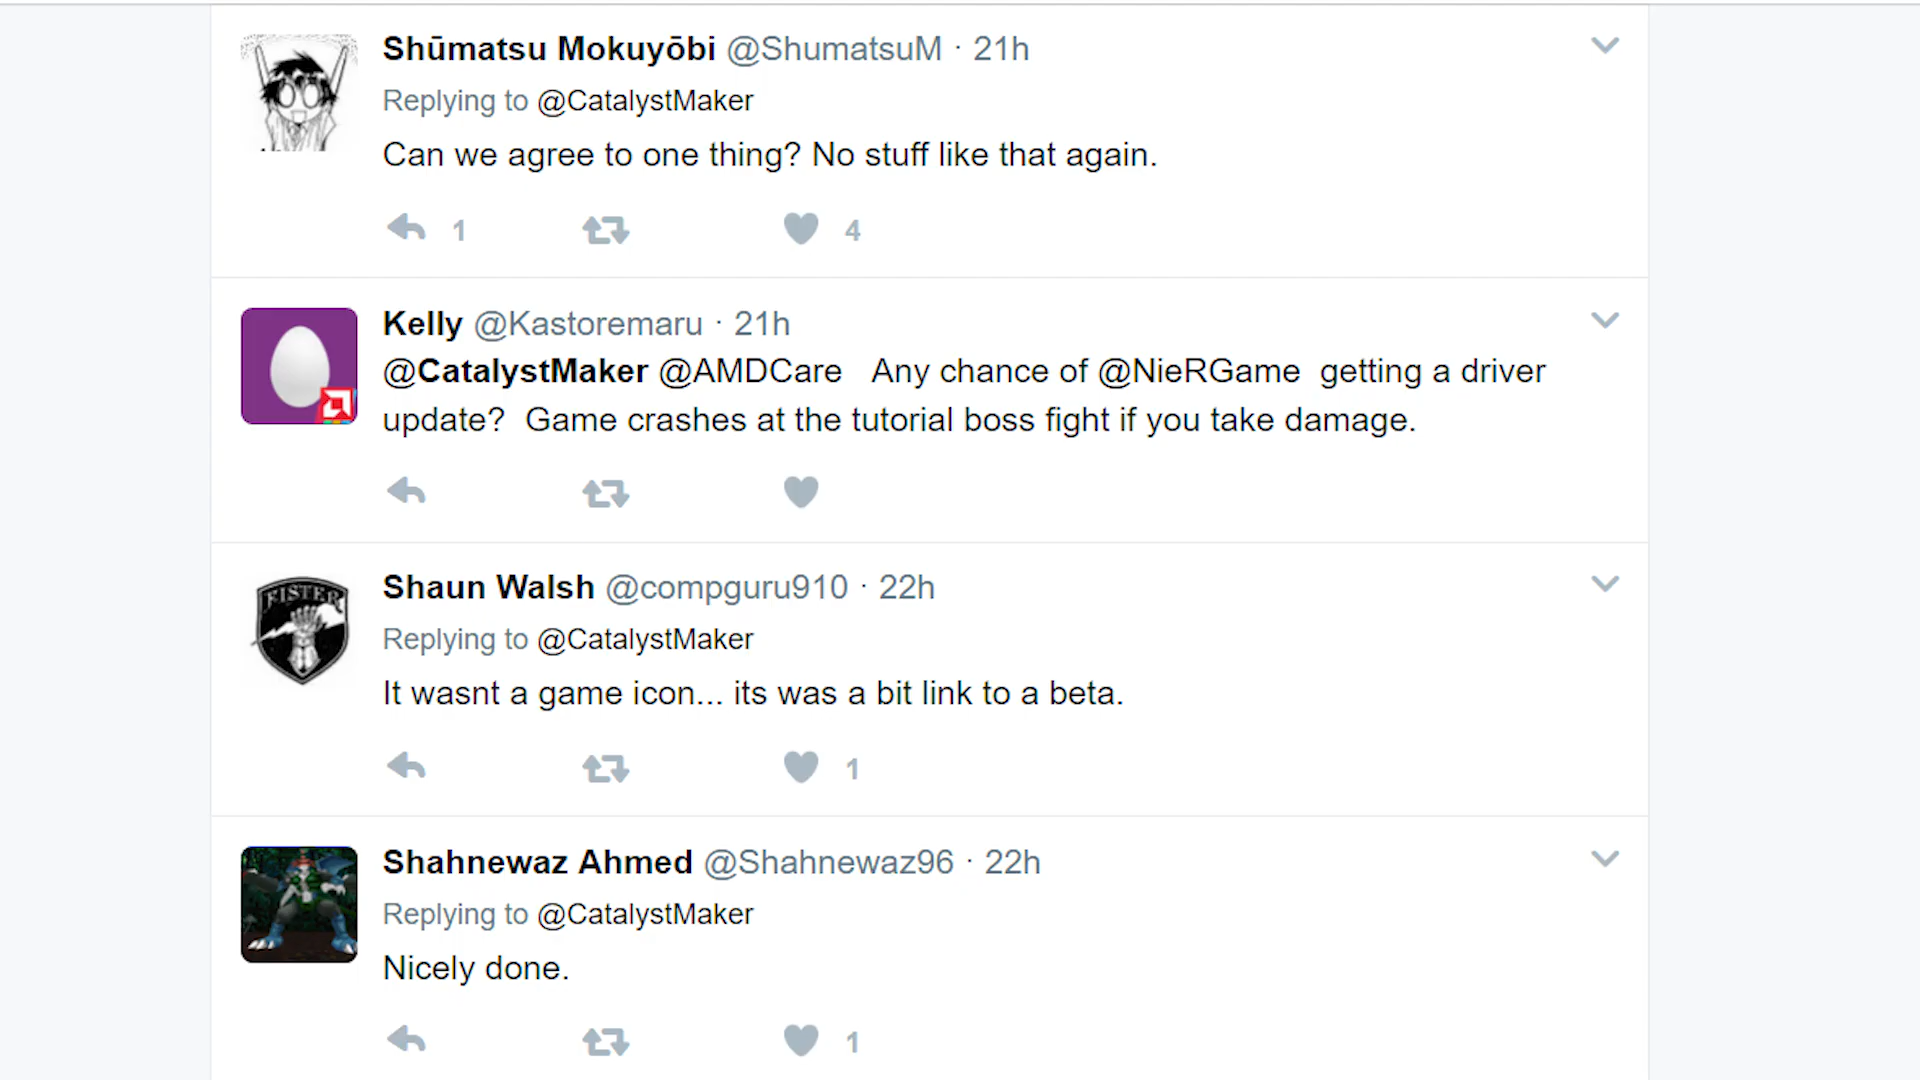 Shūmatsu Mokuyōbi @ShumatsuM · 21h
Replying to @CatalystMaker
Can we agree to one thing? No stuff like that again.
1 4
Kelly @Kastoremaru · 21h
@CatalystMaker @AMDCare Any chance of @NieRGame getting a driver
update? Game crashes at the tutorial boss fight if you take damage.
FISTER
Shaun Walsh @compguru910 · 22h
Replying to @CatalystMaker
It wasnt a game icon... its was a bit link to a beta.
1
Shahnewaz Ahmed @Shahnewaz96 · 22h
Replying to @CatalystMaker
Nicely done.
1